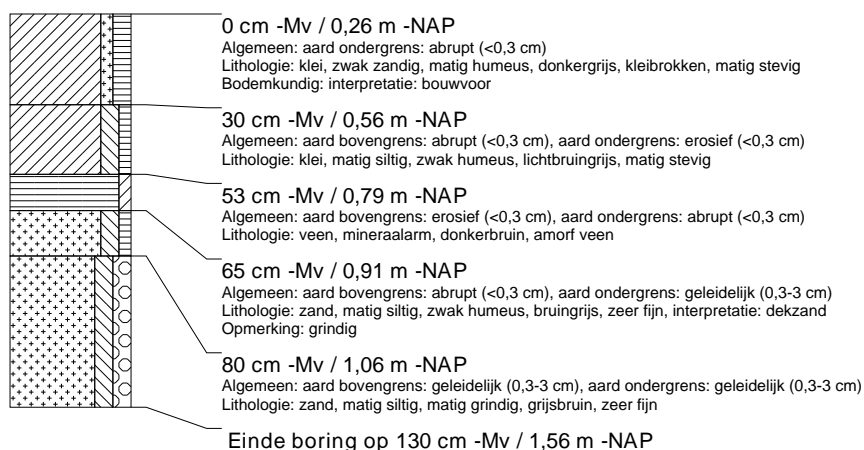 0 cm -Mv / 0,26 m -NAP
Algemeen: aard ondergrens: abrupt (<0,3 cm)
Lithologie: klei, zwak zandig, matig humeus, donkergrijs, kleibrokken, matig stevig
Bodemkundig: interpretatie: bouwvoor
30 cm -Mv / 0,56 m -NAP
Algemeen: aard bovengrens: abrupt (<0,3 cm), aard ondergrens: erosief (<0,3 cm)
Lithologie: klei, matig siltig, zwak humeus, lichtbruingrijs, matig stevig
53 cm -Mv / 0,79 m -NAP
Algemeen: aard bovengrens: erosief (<0,3 cm), aard ondergrens: abrupt (<0,3 cm)
Lithologie: veen, mineraalarm, donkerbruin, amorf veen
65 cm -Mv / 0,91 m -NAP
Algemeen: aard bovengrens: abrupt (<0,3 cm), aard ondergrens: geleidelijk (0,3-3 cm)
Lithologie: zand, matig siltig, zwak humeus, bruingrijs, zeer fijn, interpretatie: dekzand
Opmerking: grindig
80 cm -Mv / 1,06 m -NAP
Algemeen: aard bovengrens: geleidelijk (0,3-3 cm), aard ondergrens: geleidelijk (0,3-3 cm)
Lithologie: zand, matig siltig, matig grindig, grijsbruin, zeer fijn
Einde boring op 130 cm -Mv / 1,56 m -NAP